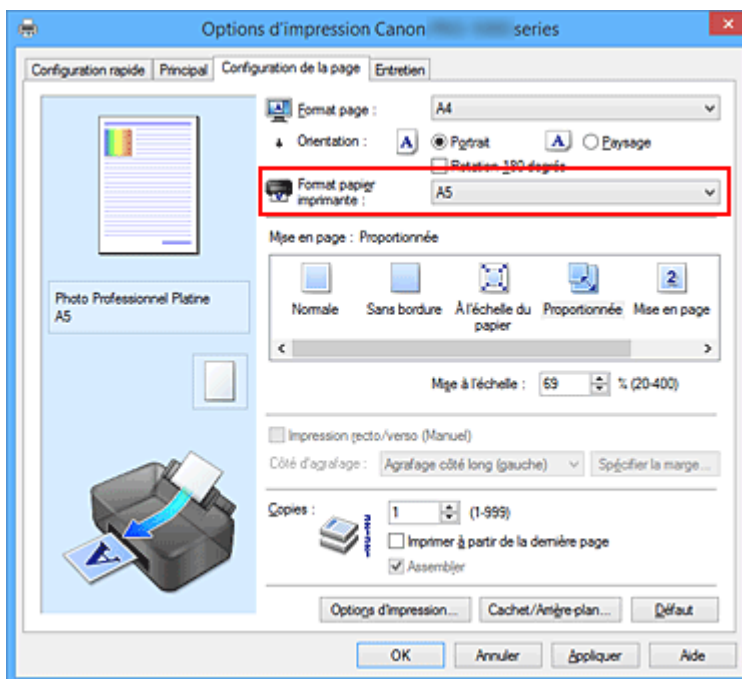 Options d'impression Canon series
Configuration rapide Principal Configuration de la page Entretien
Format page : A4
Orientation : A Portrait A Paysage
Rotation 180 degrés
Format papier
imprimante : A5
Mise en page : Proportionnée
Normale Sans bordure À l'échelle du
papier Proportionnée Mise en page
Photo Professionnel Platine
A5
Mise à l'échelle : 69 % (20-400)
Impression recto/verso (Manuel)
Côté d'agrafage : Agrafage côté long (gauche) Spécifier la marge...
Copies : 1 (1-999)
Imprimer à partir de la dernière page
Assembler
Options d'impression... Cachet/Arrière-plan... Défaut
OK Annuler Appliquer Aide